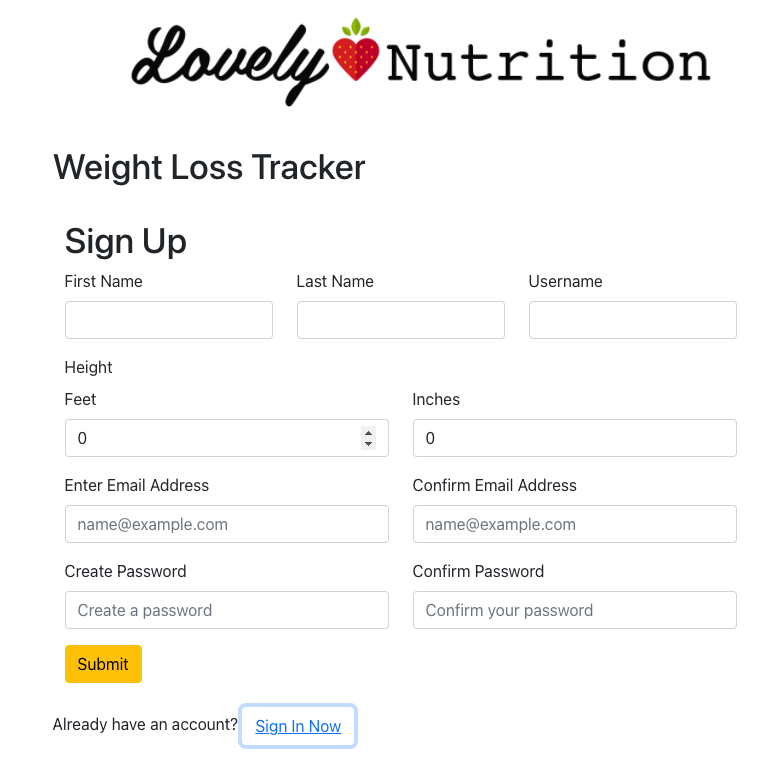 Lovely Nutrition
Weight Loss Tracker
Sign Up
First Name Last Name Username
Height
Feet Inches
0 0
Enter Email Address Confirm Email Address
name@example.com name@example.com
Create Password Confirm Password
Create a password Confirm your password
Submit
Already have an account? Sign In Now